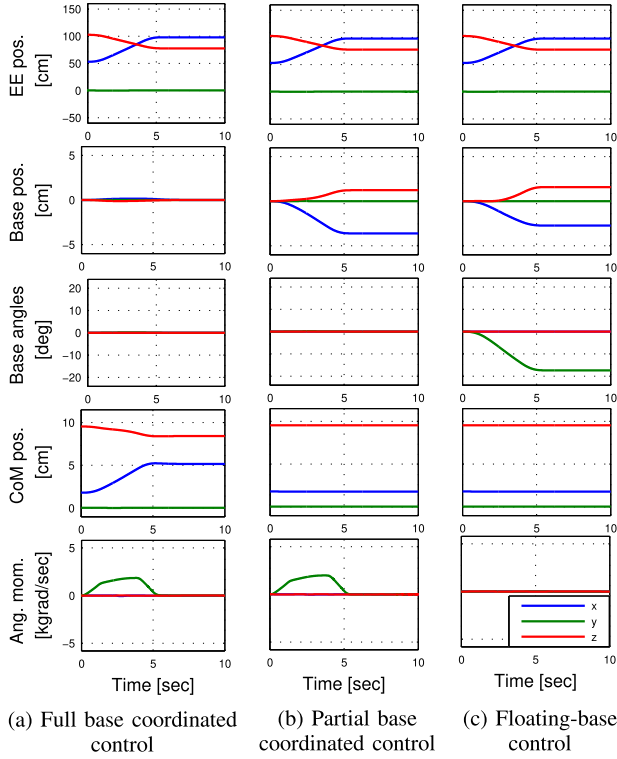 EE pos.
[cm]
150
100
50
0
−50
0 5 10
0 5 10
0 5 10
Base pos.
[cm]
5
0
−5
0 5 10
0 5 10
0 5 10
Base angles
[deg]
20
10
0
−10
−20
0 5 10
0 5 10
0 5 10
CoM pos.
[cm]
10
5
0
0 5 10
0 5 10
0 5 10
Ang. mom.
[kgrad/sec]
5
0
−5
x
y
z
0 5 10
0 5 10
0 5 10
Time [sec]
Time [sec]
Time [sec]
(a) Full base coordinated
control
(b) Partial base
coordinated control
(c) Floating-base
control